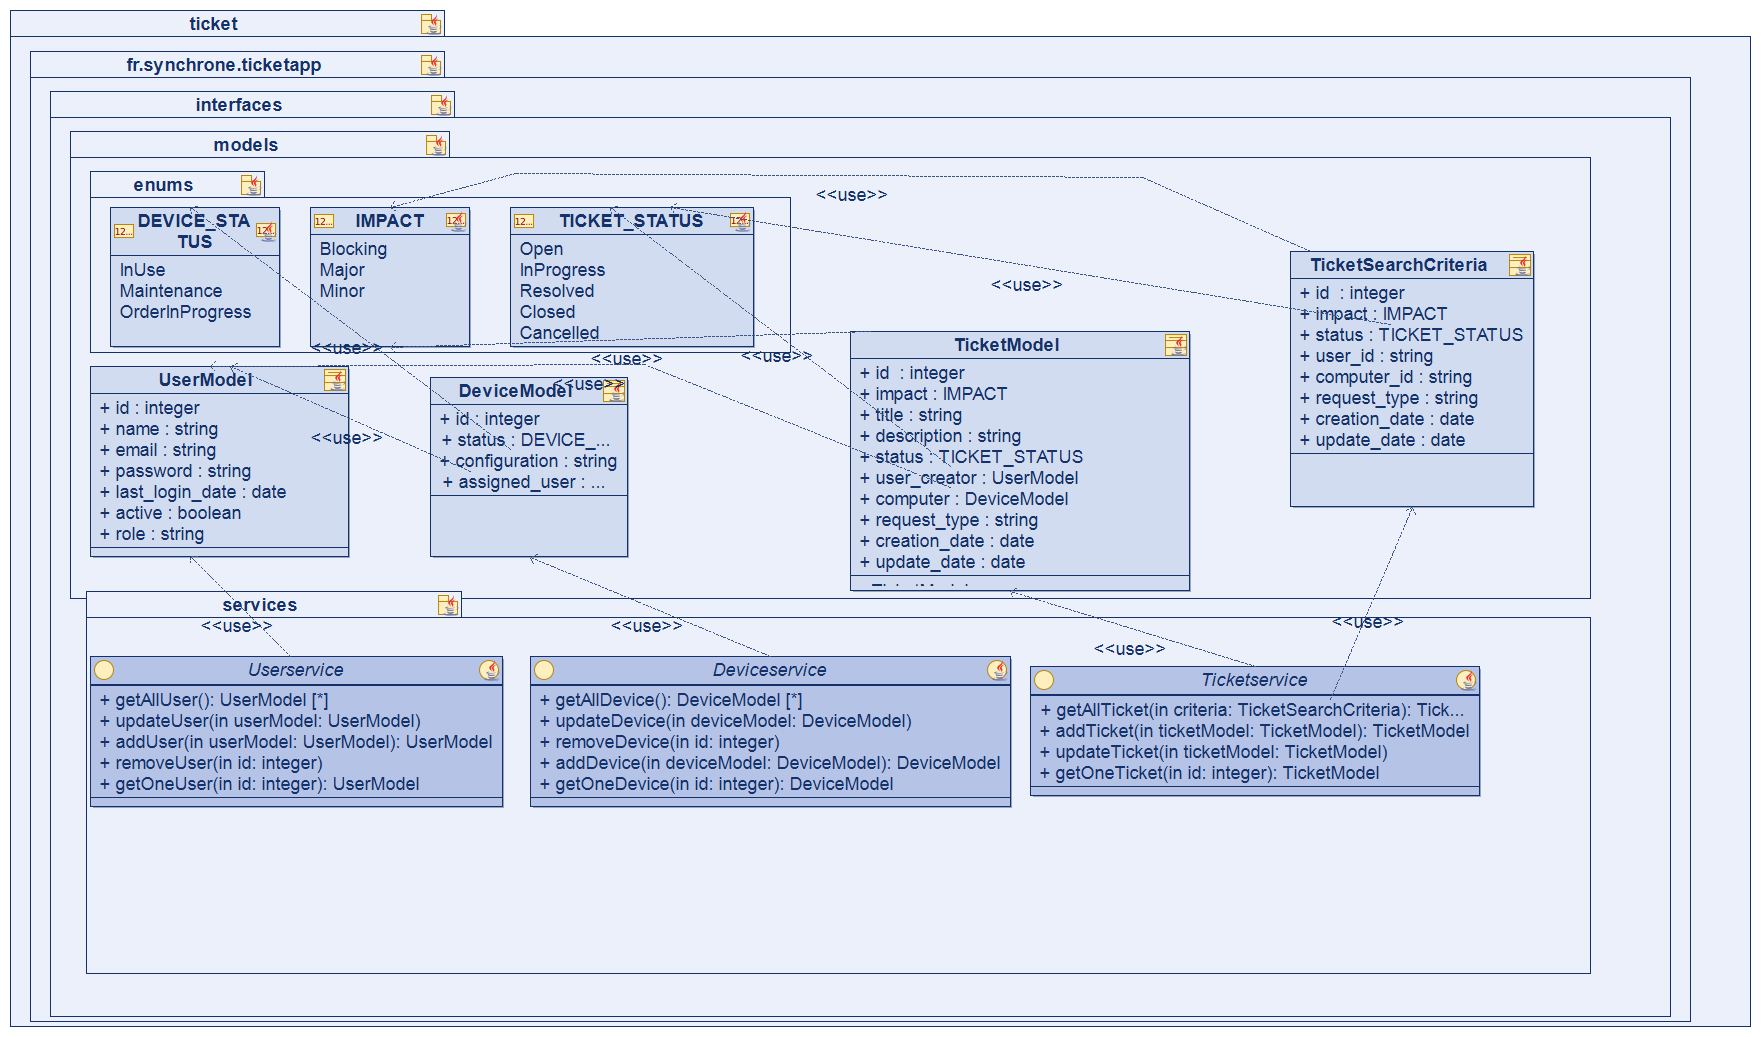 ticket
fr.synchrone.ticketapp
interfaces
models
enums
<<use>>
DEVICE_STA
TUS
InUse
Maintenance
OrderInProgress
IMPACT
Blocking
Major
Minor
TICKET_STATUS
Open
InProgress
Resolved
Closed
Cancelled
<<use>>
TicketSearchCriteria
+ id : integer
+ impact : IMPACT
+ status : TICKET_STATUS
+ user_id : string
+ computer_id : string
+ request_type : string
+ creation_date : date
+ update_date : date
<<use>>
<<use>>
<<use>>
<<use>>
<<use>>
UserModel
+ id : integer
+ name : string
+ email : string
+ password : string
+ last_login_date : date
+ active : boolean
+ role : string
DeviceModel
+ id : integer
+ status : DEVICE_...
+ configuration : string
+ assigned_user : ...
TicketModel
+ id : integer
+ impact : IMPACT
+ title : string
+ description : string
+ status : TICKET_STATUS
+ user_creator : UserModel
+ computer : DeviceModel
+ request_type : string
+ creation_date : date
+ update_date : date
services
<<use>>
<<use>>
<<use>>
<<use>>
Userservice
+ getAllUser(): UserModel [*]
+ updateUser(in userModel: UserModel)
+ addUser(in userModel: UserModel): UserModel
+ removeUser(in id: integer)
+ getOneUser(in id: integer): UserModel
Deviceservice
+ getAllDevice(): DeviceModel [*]
+ updateDevice(in deviceModel: DeviceModel)
+ removeDevice(in id: integer)
+ addDevice(in deviceModel: DeviceModel): DeviceModel
+ getOneDevice(in id: integer): DeviceModel
Ticketservice
+ getAllTicket(in criteria: TicketSearchCriteria): Tick...
+ addTicket(in ticketModel: TicketModel): TicketModel
+ updateTicket(in ticketModel: TicketModel)
+ getOneTicket(in id: integer): TicketModel